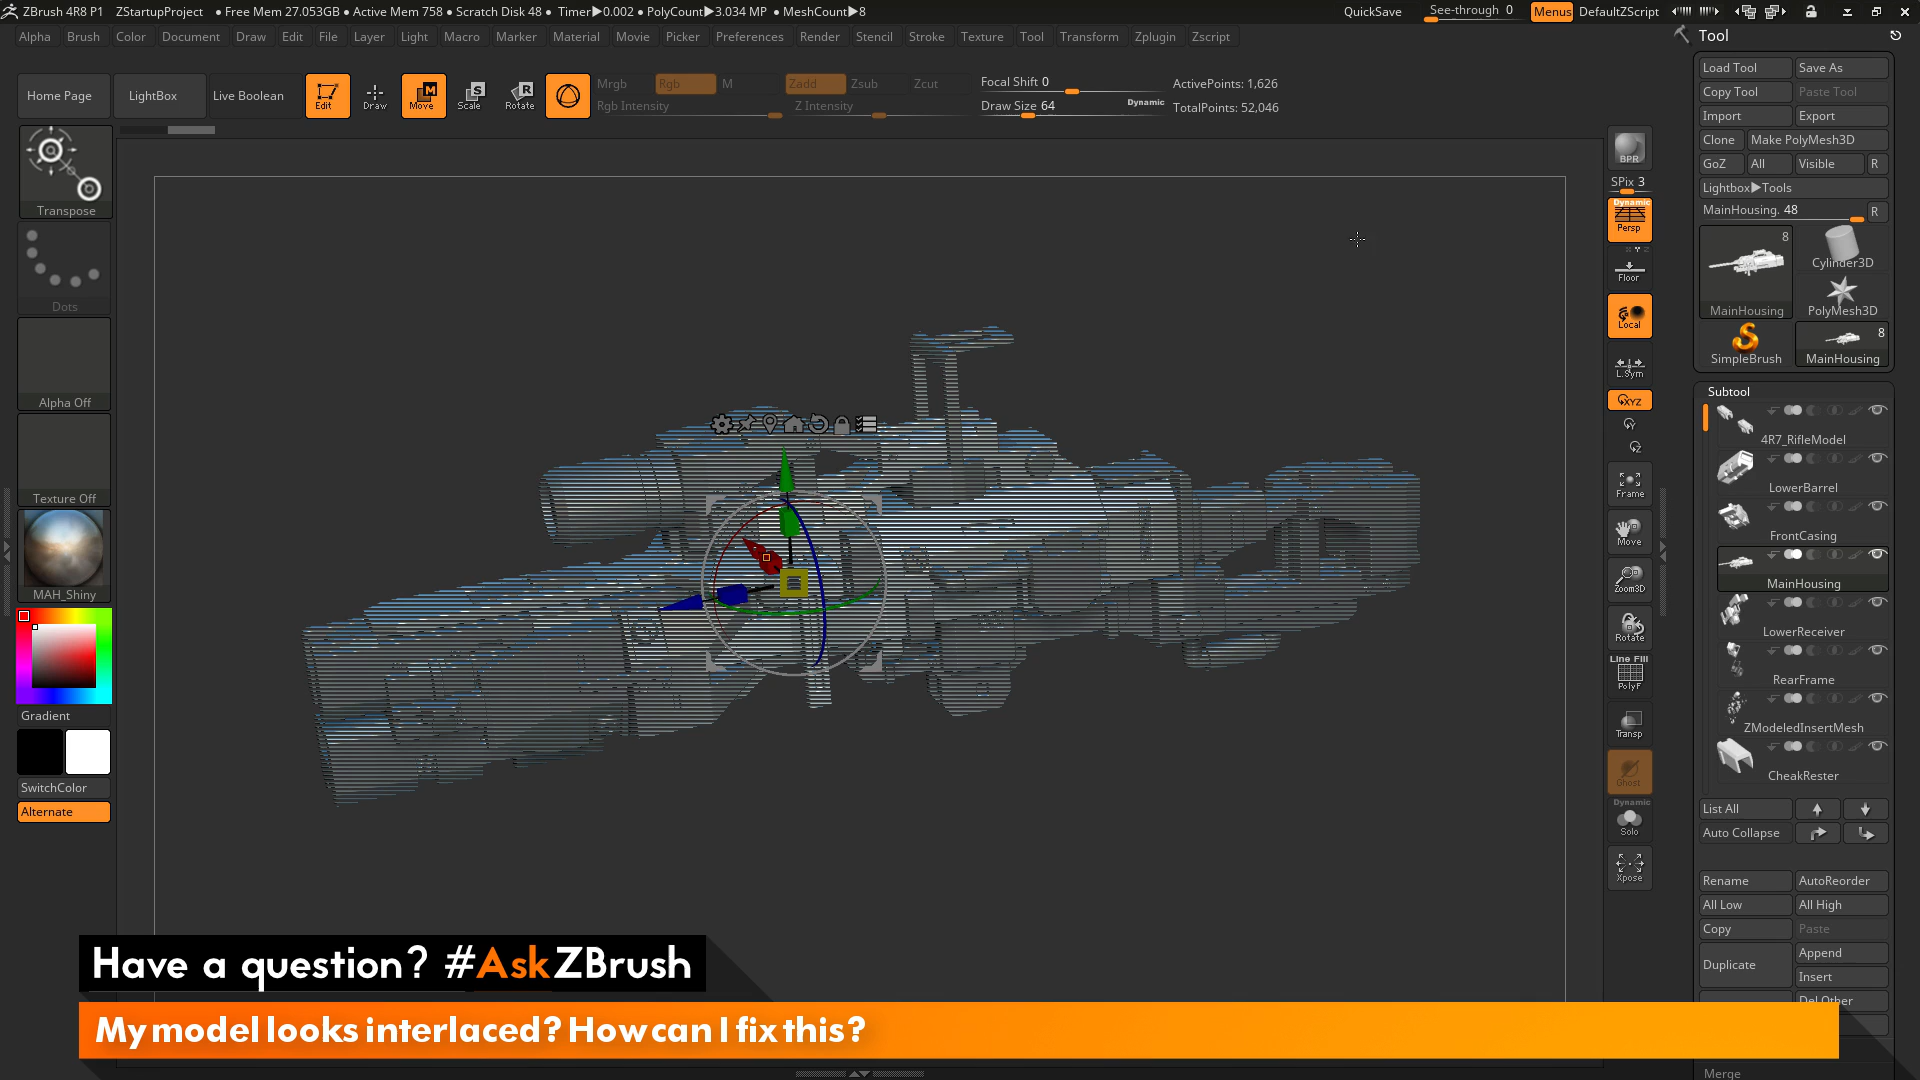 ZBrush 4R8 P1 ZStartupProject ● Free Mem 27.053GB ● Active Mem 758 ● Scratch Disk 48 ● Timer▶0.002 ● PolyCount▶3.034 MP ● MeshCount▶8 QuickSave See-through 0 Menus DefaultZScript
Alpha Brush Color Document Draw Edit File Layer Light Macro Marker Material Movie Picker Preferences Render Stencil Stroke Texture Tool Transform Zplugin Zscript
Tool
Home Page LightBox Live Boolean Edit Draw Move Scale Rotate
M S R
Mrgb Rgb M Zadd Zsub Zcut
Rgb Intensity Z Intensity
Focal Shift 0
Draw Size 64 Dynamic
ActivePoints: 1,626
TotalPoints: 52,046
Load Tool Save As
Copy Tool Paste Tool
Import Export
Clone Make PolyMesh3D
GoZ All Visible R
Lightbox▶Tools
MainHousing. 48 R
8
MainHousing
Cylinder3D
PolyMesh3D
SimpleBrush
8
MainHousing
Transpose
Dots
Alpha Off
Texture Off
MAH_Shiny
Gradient
SwitchColor
Alternate
BPR
SPix 3
Dynamic
Persp
Floor
Local
L.Sym
XYZ
Frame
Move
Zoom3D
Rotate
Line Fill
PolyF
Transp
Ghost
Dynamic
Solo
Xpose
Subtool
4R7_RifleModel
LowerBarrel
FrontCasing
MainHousing
LowerReceiver
RearFrame
ZModeledInsertMesh
CheakRester
List All
Auto Collapse
Rename AutoReorder
All Low All High
Copy Paste
Duplicate Append
Insert
Del Other
Merge
Have a question? #AskZBrush
My model looks interlaced? How can I fix this?